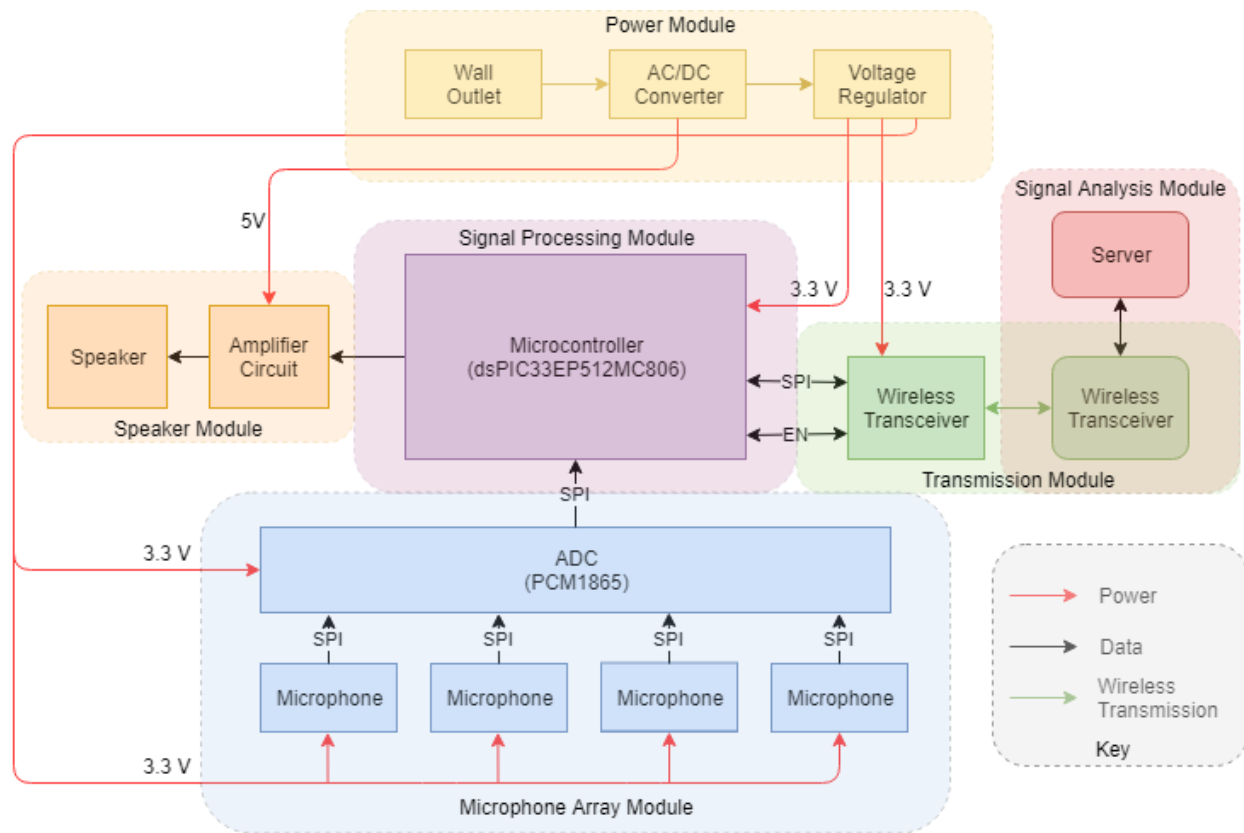 Power Module
Wall
Outlet
AC/DC
Converter
Voltage
Regulator
5V
Signal Processing Module
Signal Analysis Module
Server
3.3 V
3.3 V
Speaker
Amplifier
Circuit
Speaker Module
Microcontroller
(dsPIC33EP512MC806)
SPI
EN
Wireless
Transceiver
Wireless
Transceiver
Transmission Module
SPI
3.3 V
ADC
(PCM1865)
SPI
SPI
SPI
SPI
Microphone
Microphone
Microphone
Microphone
3.3 V
Microphone Array Module
Power
Data
Wireless
Transmission
Key